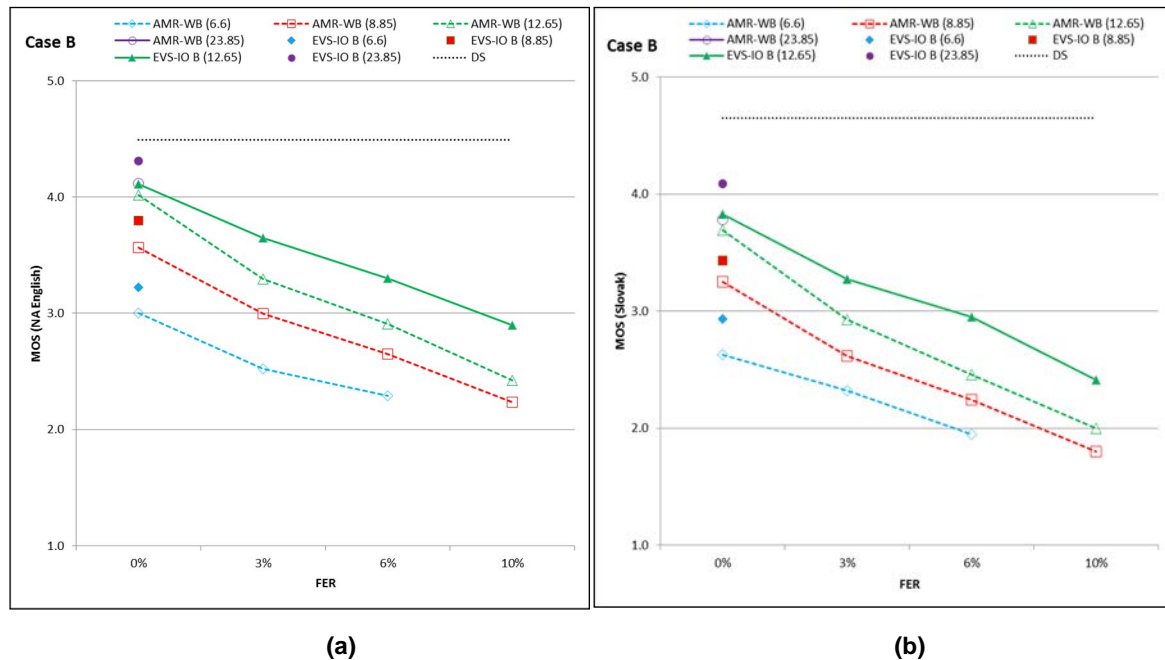 Case B
AMR-WB (6.6) AMR-WB (8.85) AMR-WB (12.65)
AMR-WB (23.85) EVS-IO B (6.6) EVS-IO B (8.85)
EVS-IO B (12.65) EVS-IO B (23.85) DS
5.0
4.0
3.0
2.0
1.0
MOS (NA English)
0% 3% 6% 10%
FER
(a)
Case B
AMR-WB (6.6) AMR-WB (8.85) AMR-WB (12.65)
AMR-WB (23.85) EVS-IO B (6.6) EVS-IO B (8.85)
EVS-IO B (12.65) EVS-IO B (23.85) DS
5.0
4.0
3.0
2.0
1.0
MOS (Slovak)
0% 3% 6% 10%
FER
(b)